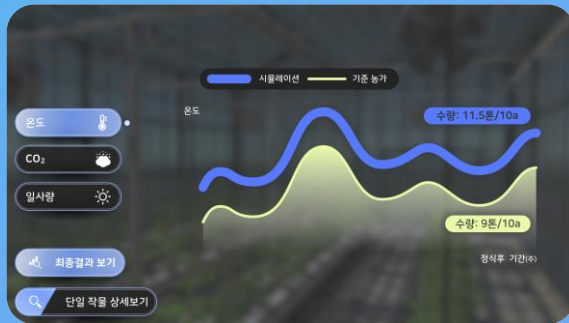 시뮬레이션
기준 농가
온도
온도
수량: 11.5톤/10a
CO₂
일사량
수량: 9톤/10a
최종결과 보기
정식후 기간(주)
단일 작물 상세보기